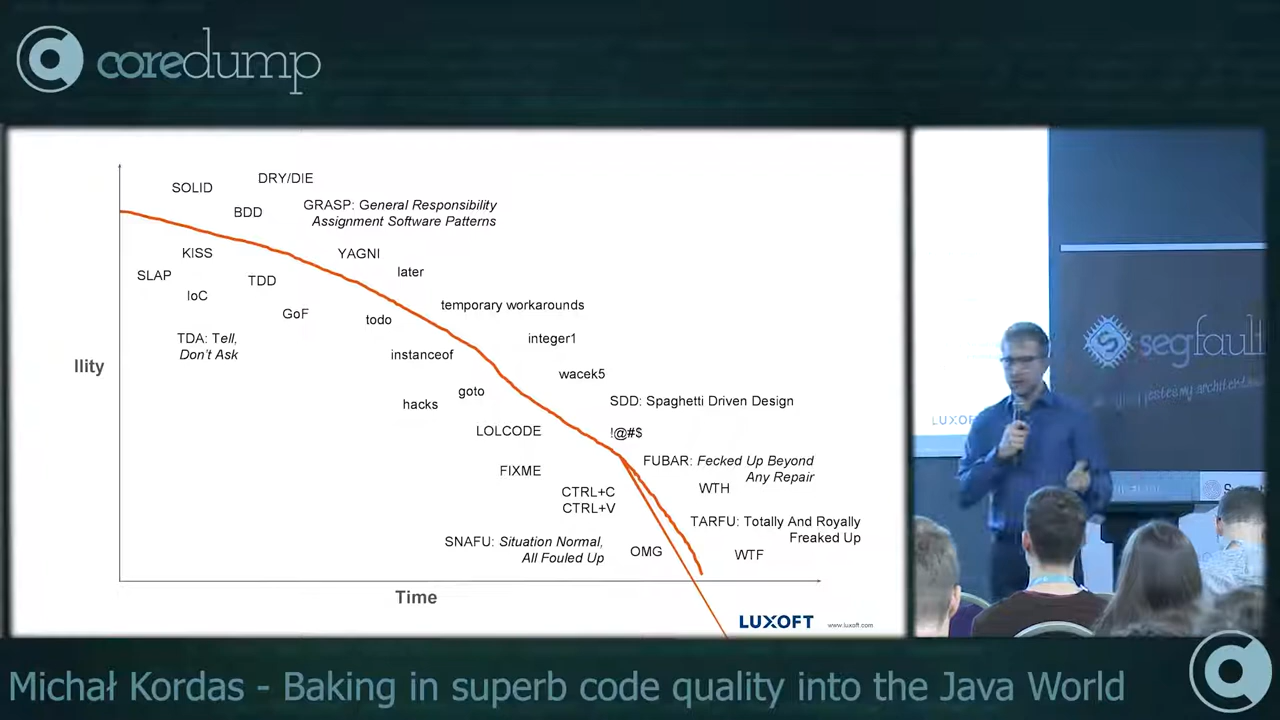 coredump
SOLID
DRY/DIE
BDD
GRASP: General Responsibility
Assignment Software Patterns
KISS
YAGNI
SLAP
TDD
later
IoC
GoF
todo
temporary workarounds
TDA: Tell,
Don't Ask
instanceof
integer1
Ility
wacek5
goto
hacks
SDD: Spaghetti Driven Design
LOLCODE
!@#$
FIXME
FUBAR: Fecked Up Beyond
Any Repair
CTRL+C
CTRL+V
WTH
SNAFU: Situation Normal,
All Fouled Up
OMG
TARFU: Totally And Royally
Freaked Up
WTF
Time
LUXOFT
www.luxoft.com
segfault
LUXOFT
Michał Kordas - Baking in superb code quality into the Java World